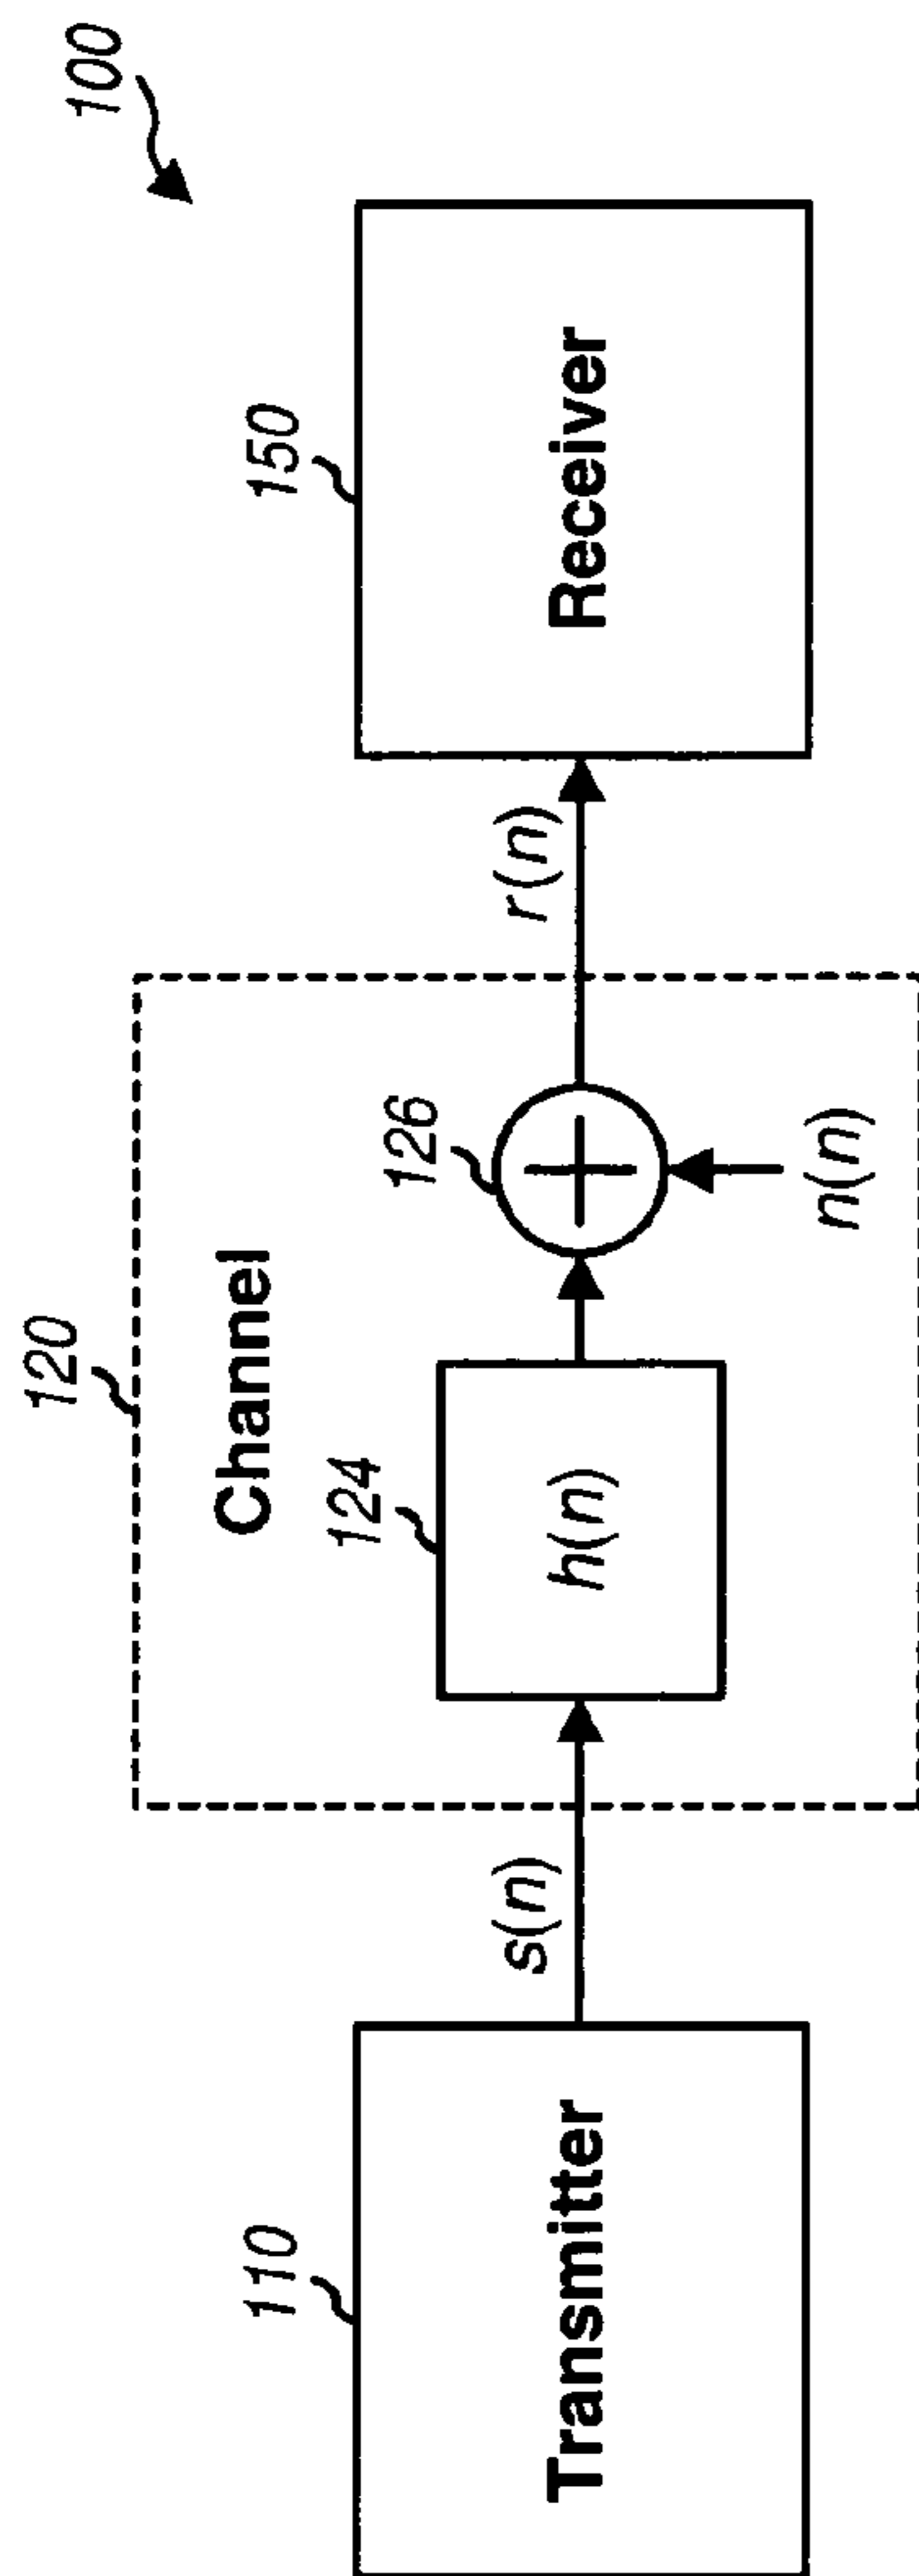 100
120
Channel
110
Transmitter
s(n)
124
h(n)
126
n(n)
r(n)
150
Receiver